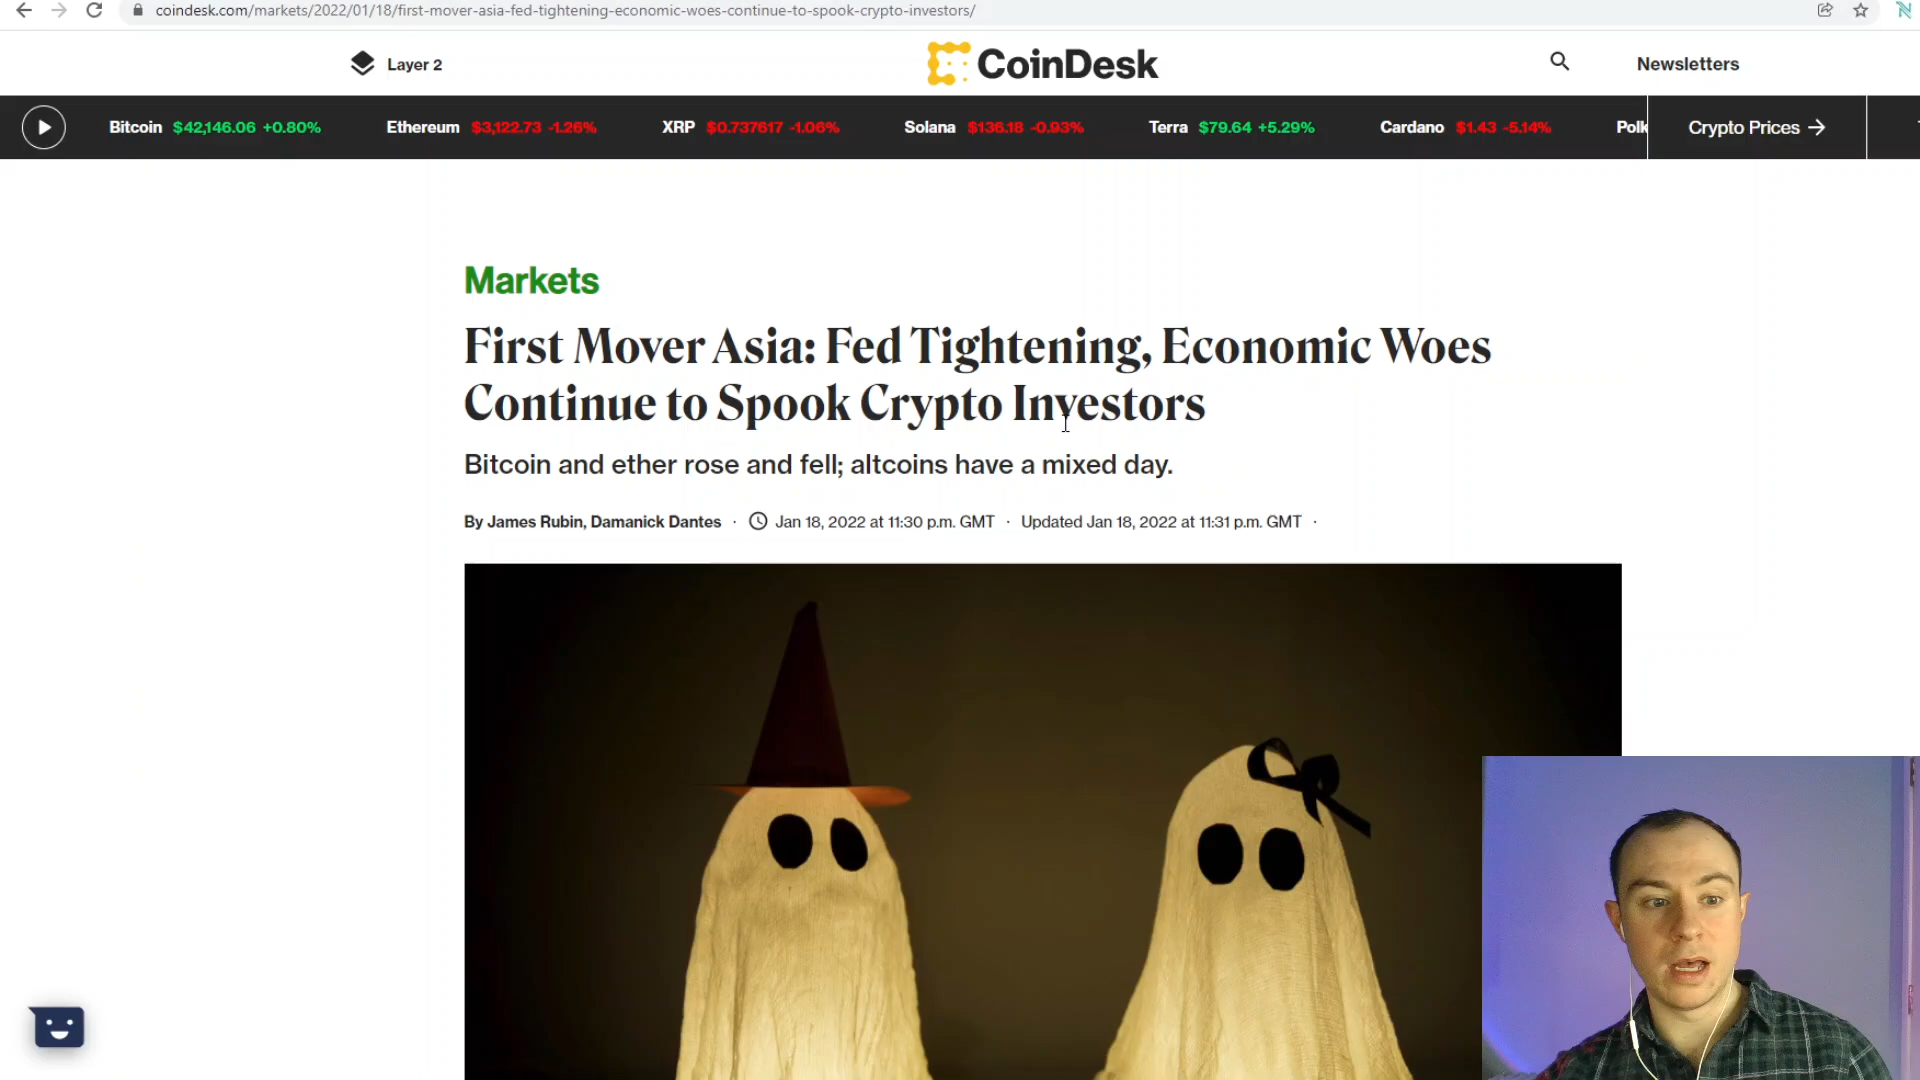 coindesk.com/markets/2022/01/18/first-mover-asia-fed-tightening-economic-woes-continue-to-spook-crypto-investors/
Layer 2
CoinDesk
Newsletters
Bitcoin $42,146.06 +0.80% Ethereum $3,122.73 -1.26% XRP $0.737617 -1.06% Solana $136.18 -0.93% Terra $79.64 +5.29% Cardano $1.43 -5.14% Polk Crypto Prices
Markets
First Mover Asia: Fed Tightening, Economic Woes
Continue to Spook Crypto Investors
Bitcoin and ether rose and fell; altcoins have a mixed day.
By James Rubin, Damanick Dantes · Jan 18, 2022 at 11:30 p.m. GMT · Updated Jan 18, 2022 at 11:31 p.m. GMT ·